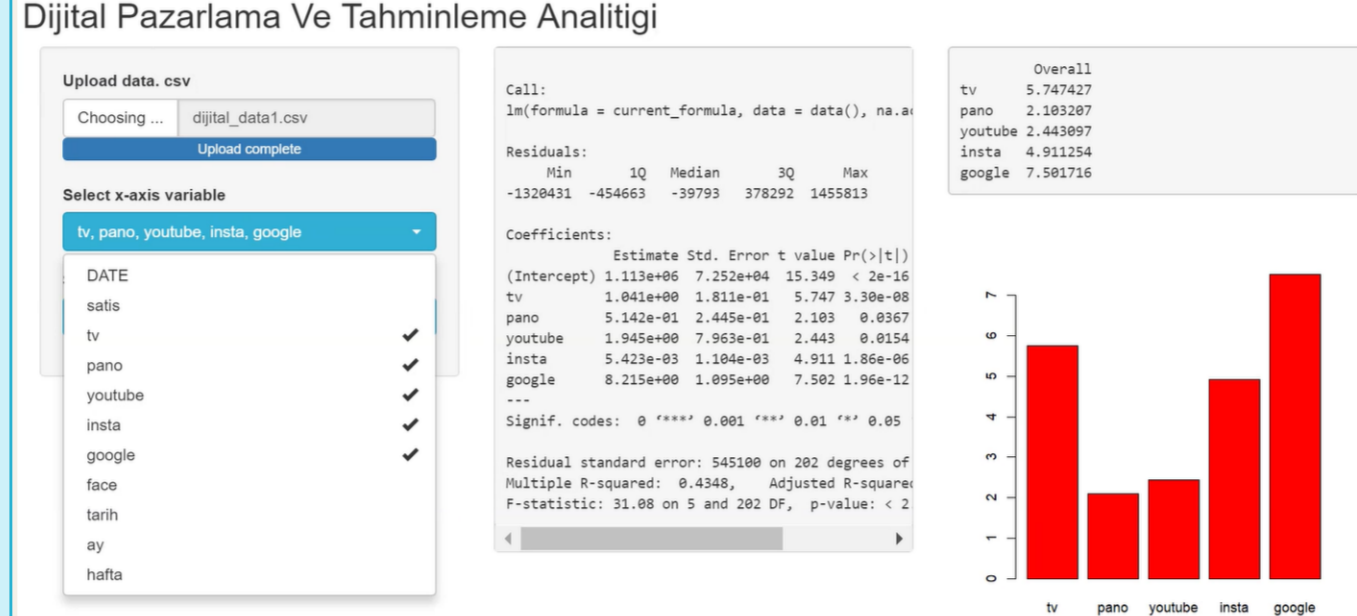 Dijital Pazarlama Ve Tahminleme Analitigi
Upload data. csv
Choosing ... dijital_data1.csv
Upload complete
Select x-axis variable
tv, pano, youtube, insta, google
DATE
satis
tv
pano
youtube
insta
google
face
tarih
ay
hafta
Call:
lm(formula = current_formula, data = data(), na.ac
Residuals:
Min 1Q Median 3Q Max
-1320431 -454663 -39793 378292 1455813
Coefficients:
Estimate Std. Error t value Pr(>|t|)
(Intercept) 1.113e+06 7.252e+04 15.349 < 2e-16
tv 1.041e+00 1.811e-01 5.747 3.30e-08
pano 5.142e-01 2.445e-01 2.103 0.0367
youtube 1.945e+00 7.963e-01 2.443 0.0154
insta 5.423e-03 1.104e-03 4.911 1.86e-06
google 8.215e+00 1.095e+00 7.502 1.96e-12
---
Signif. codes: 0 ‘***’ 0.001 ‘**’ 0.01 ‘*’ 0.05
Residual standard error: 545100 on 202 degrees of
Multiple R-squared: 0.4348, Adjusted R-squared
F-statistic: 31.08 on 5 and 202 DF, p-value: < 2
Overall
tv 5.747427
pano 2.103207
youtube 2.443097
insta 4.911254
google 7.501716
7
6
5
4
3
2
1
0
tv pano youtube insta google